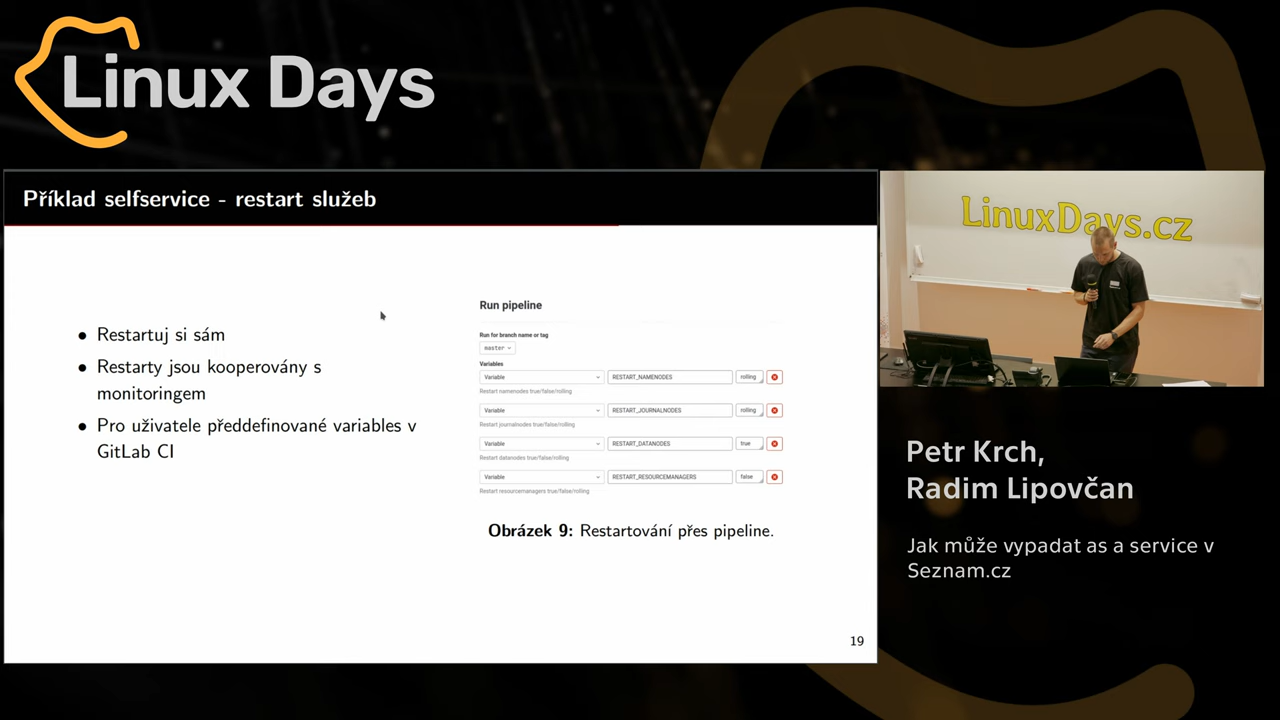 Linux Days
Příklad selfservice - restart služeb
Restartuj si sám
Restarty jsou kooperovány s
monitoringem
Pro uživatele předdefinované variables v
GitLab CI
Run pipeline
Run for branch name or tag
master
Variables
Variable RESTART_NAMENODES rolling
Restart namenodes true/false/rolling
Variable RESTART_JOURNALNODES rolling
Restart journalnodes true/false/rolling
Variable RESTART_DATANODES true
Restart datanodes true/false/rolling
Variable RESTART_RESOURCEMANAGERS false
Restart resourcemanagers true/false/rolling
Obrázek 9: Restartování přes pipeline.
19
LinuxDays.cz
Petr Krch,
Radim Lipovčan
Jak může vypadat as a service v
Seznam.cz